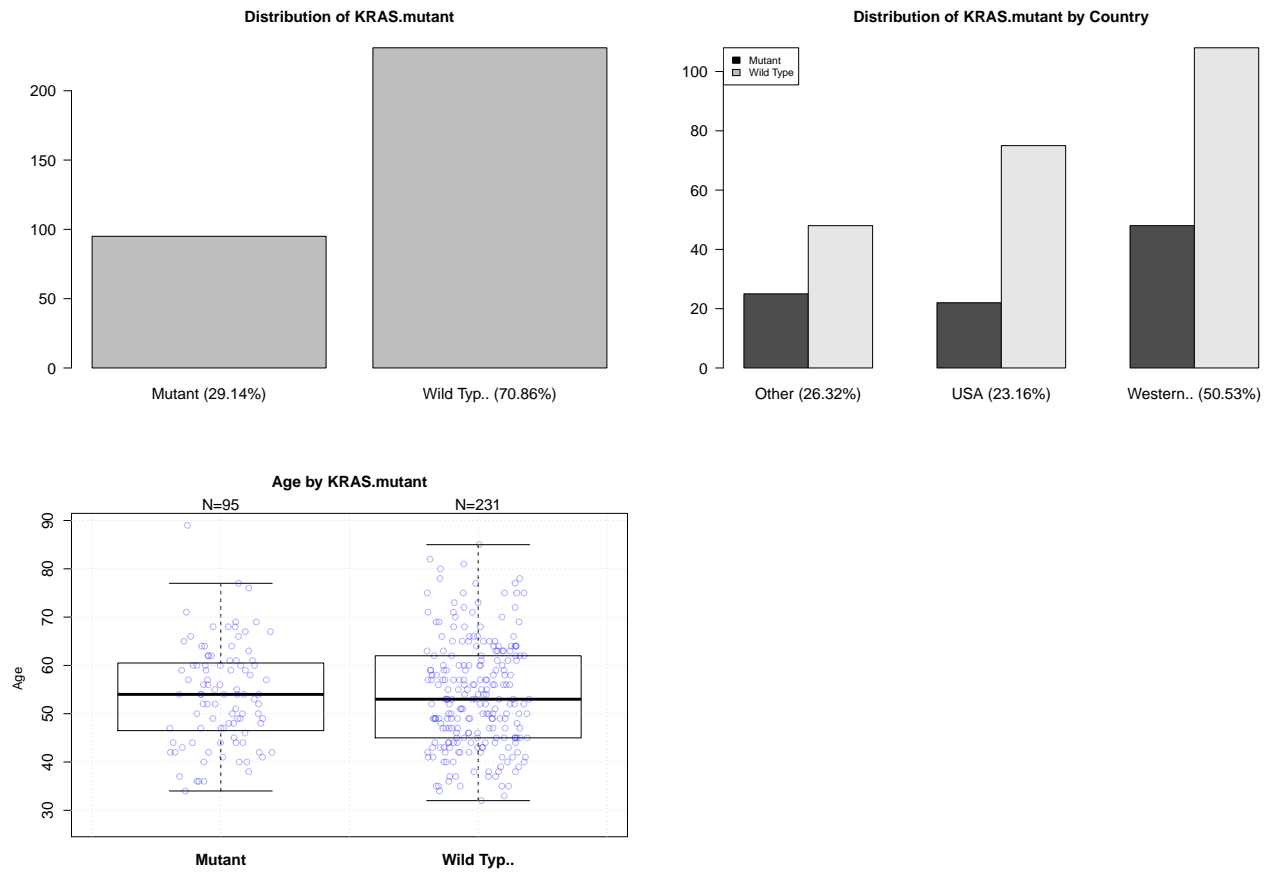 Distribution of KRAS.mutant
200
150
100
50
0
Mutant (29.14%) Wild Typ.. (70.86%)
Distribution of KRAS.mutant by Country
Mutant
Wild Type
100
80
60
40
20
0
Other (26.32%) USA (23.16%) Western.. (50.53%)
Age by KRAS.mutant
N=95 N=231
90
80
70
60
50
40
30
Age
Mutant Wild Typ..